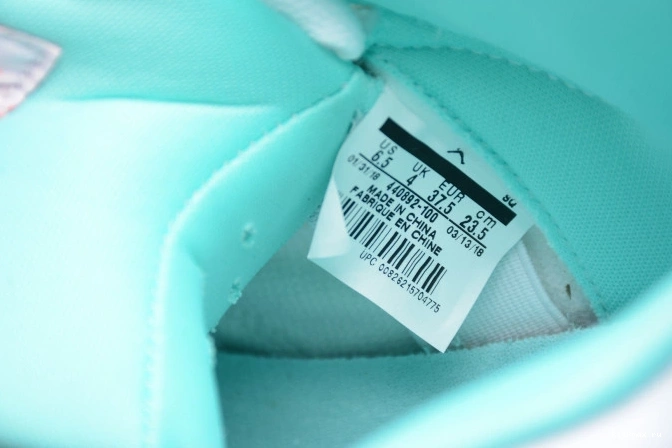 US UK EUR cm
6.5 4 37.5 23.5
01/31/18 440892-100 03/13/18
MADE IN CHINA
FABRIQUE EN CHINE
UPC 00826215704775